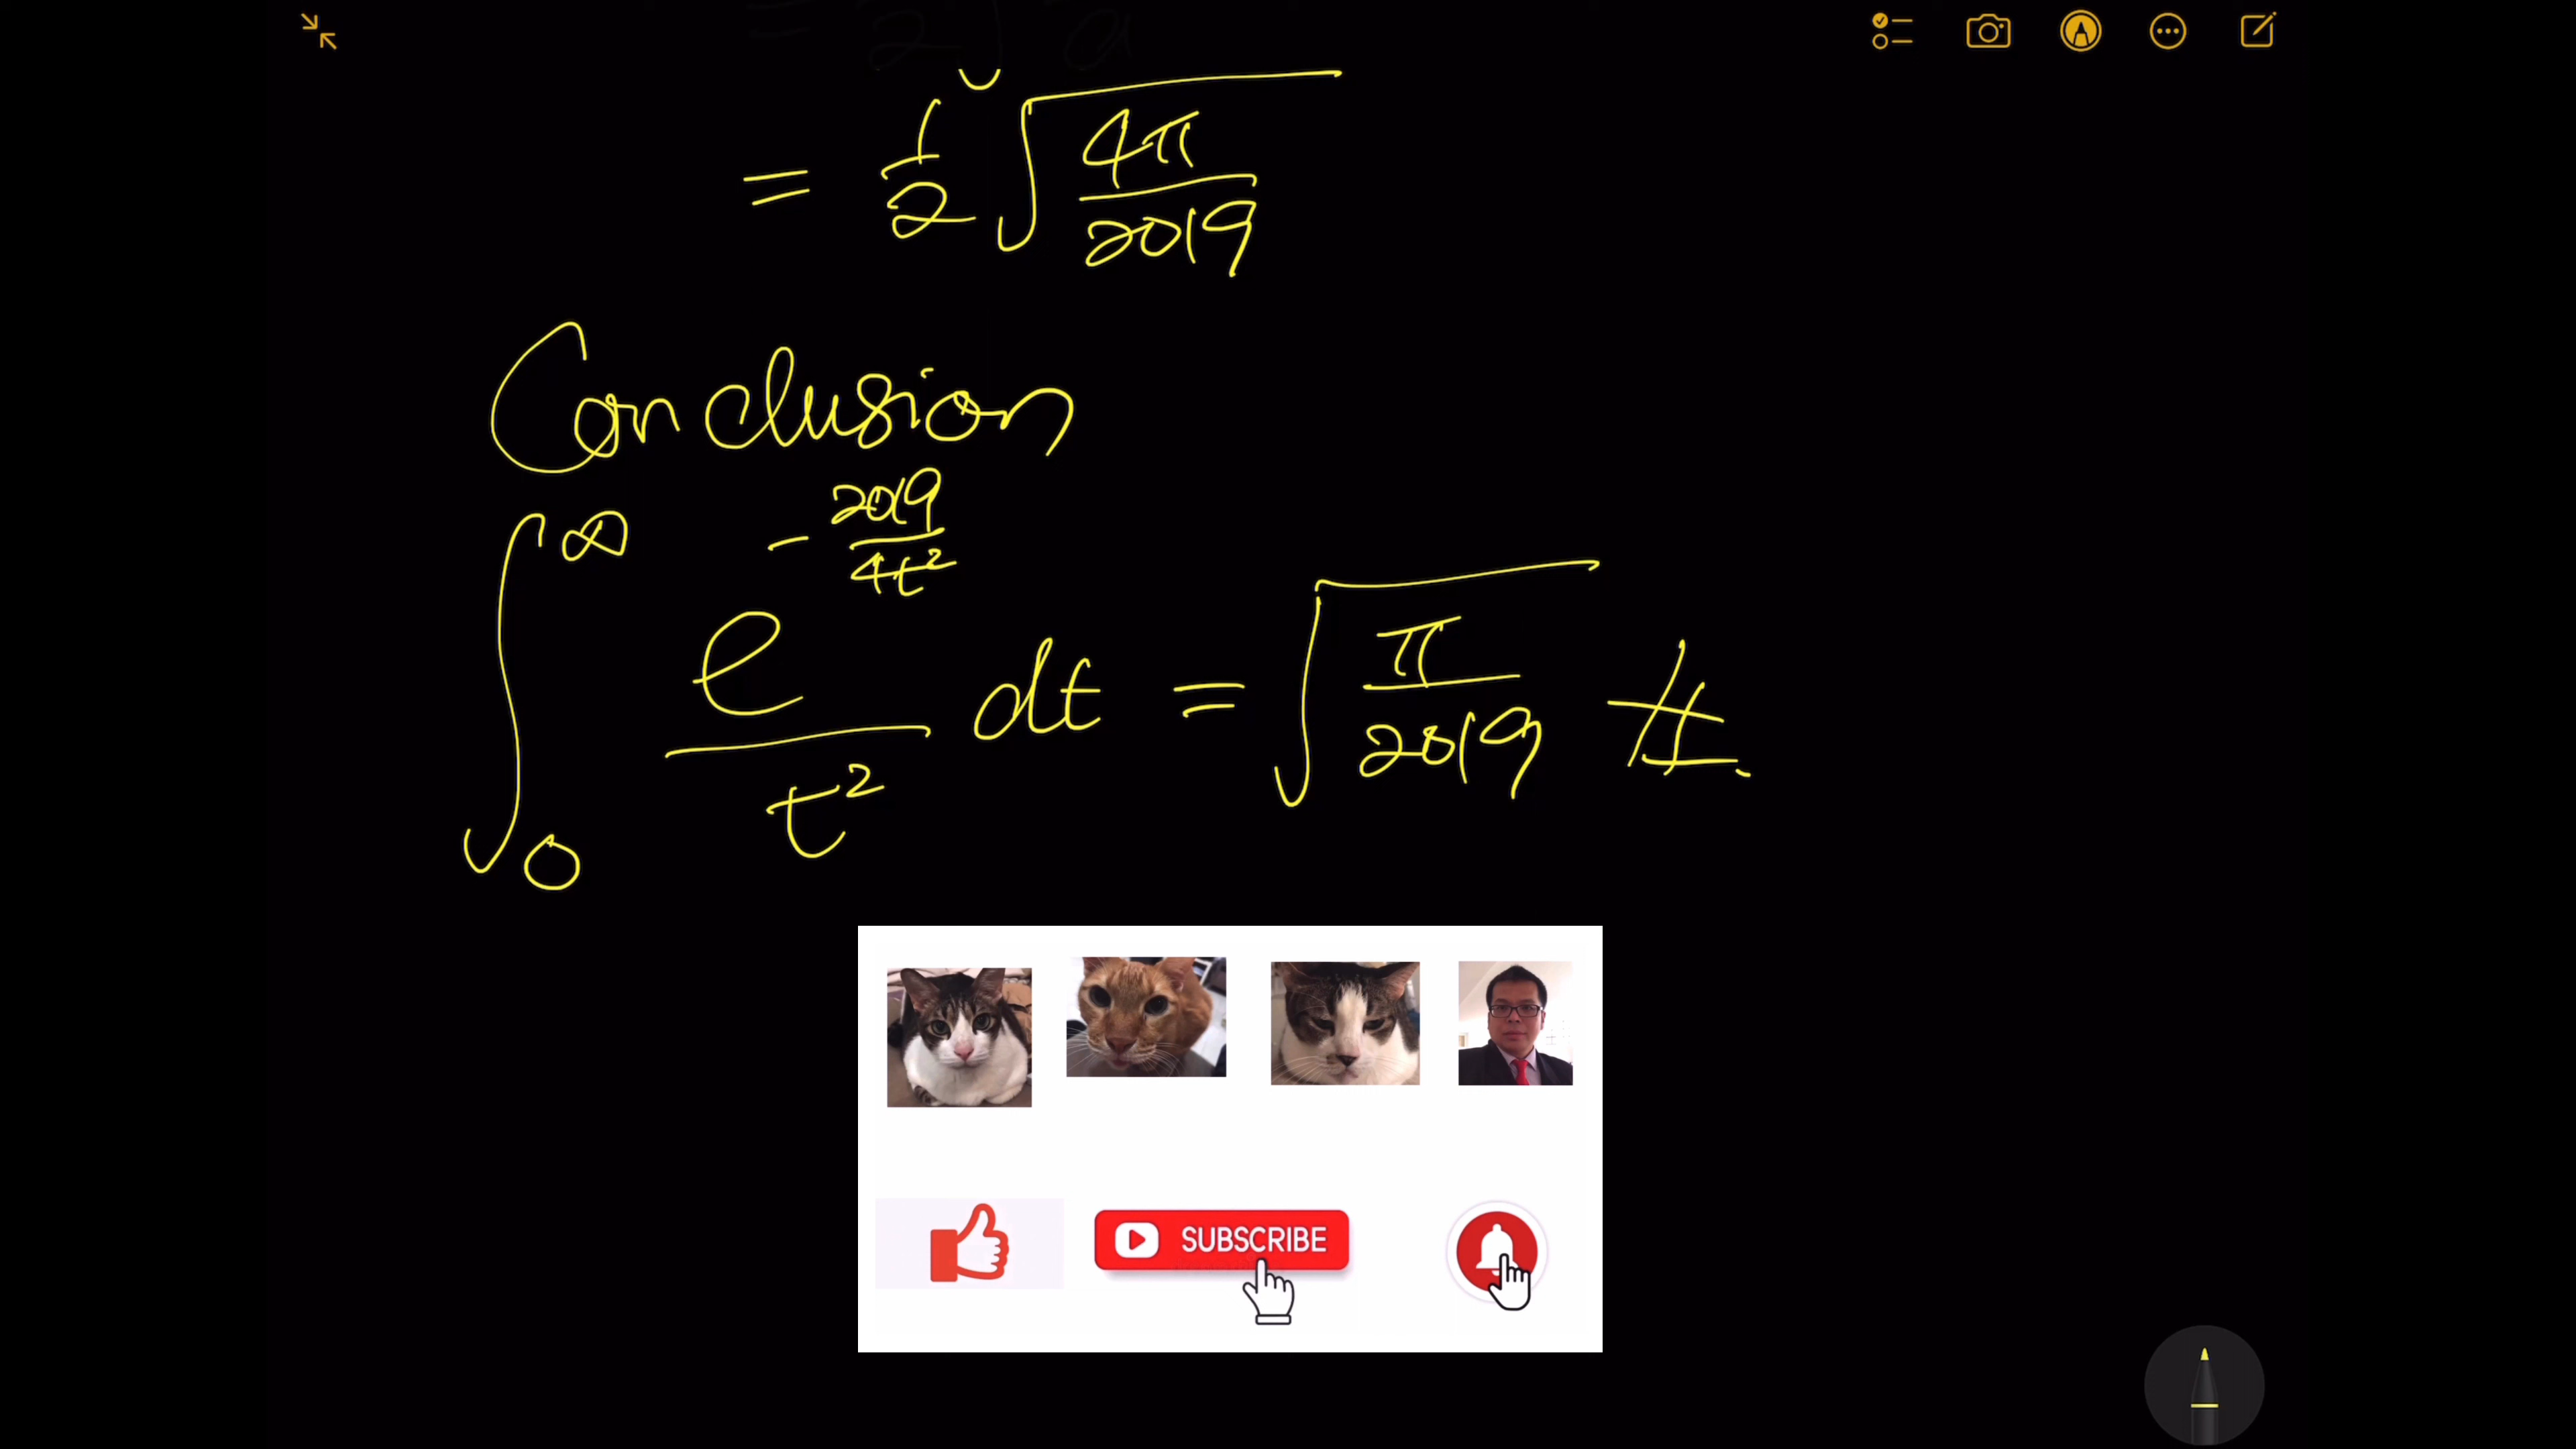 = 1/2 √(4π/2019)
Conclusion
∫₀^∞ e^(-2019/4t²)/t² dt = √(π/2019) #.
SUBSCRIBE